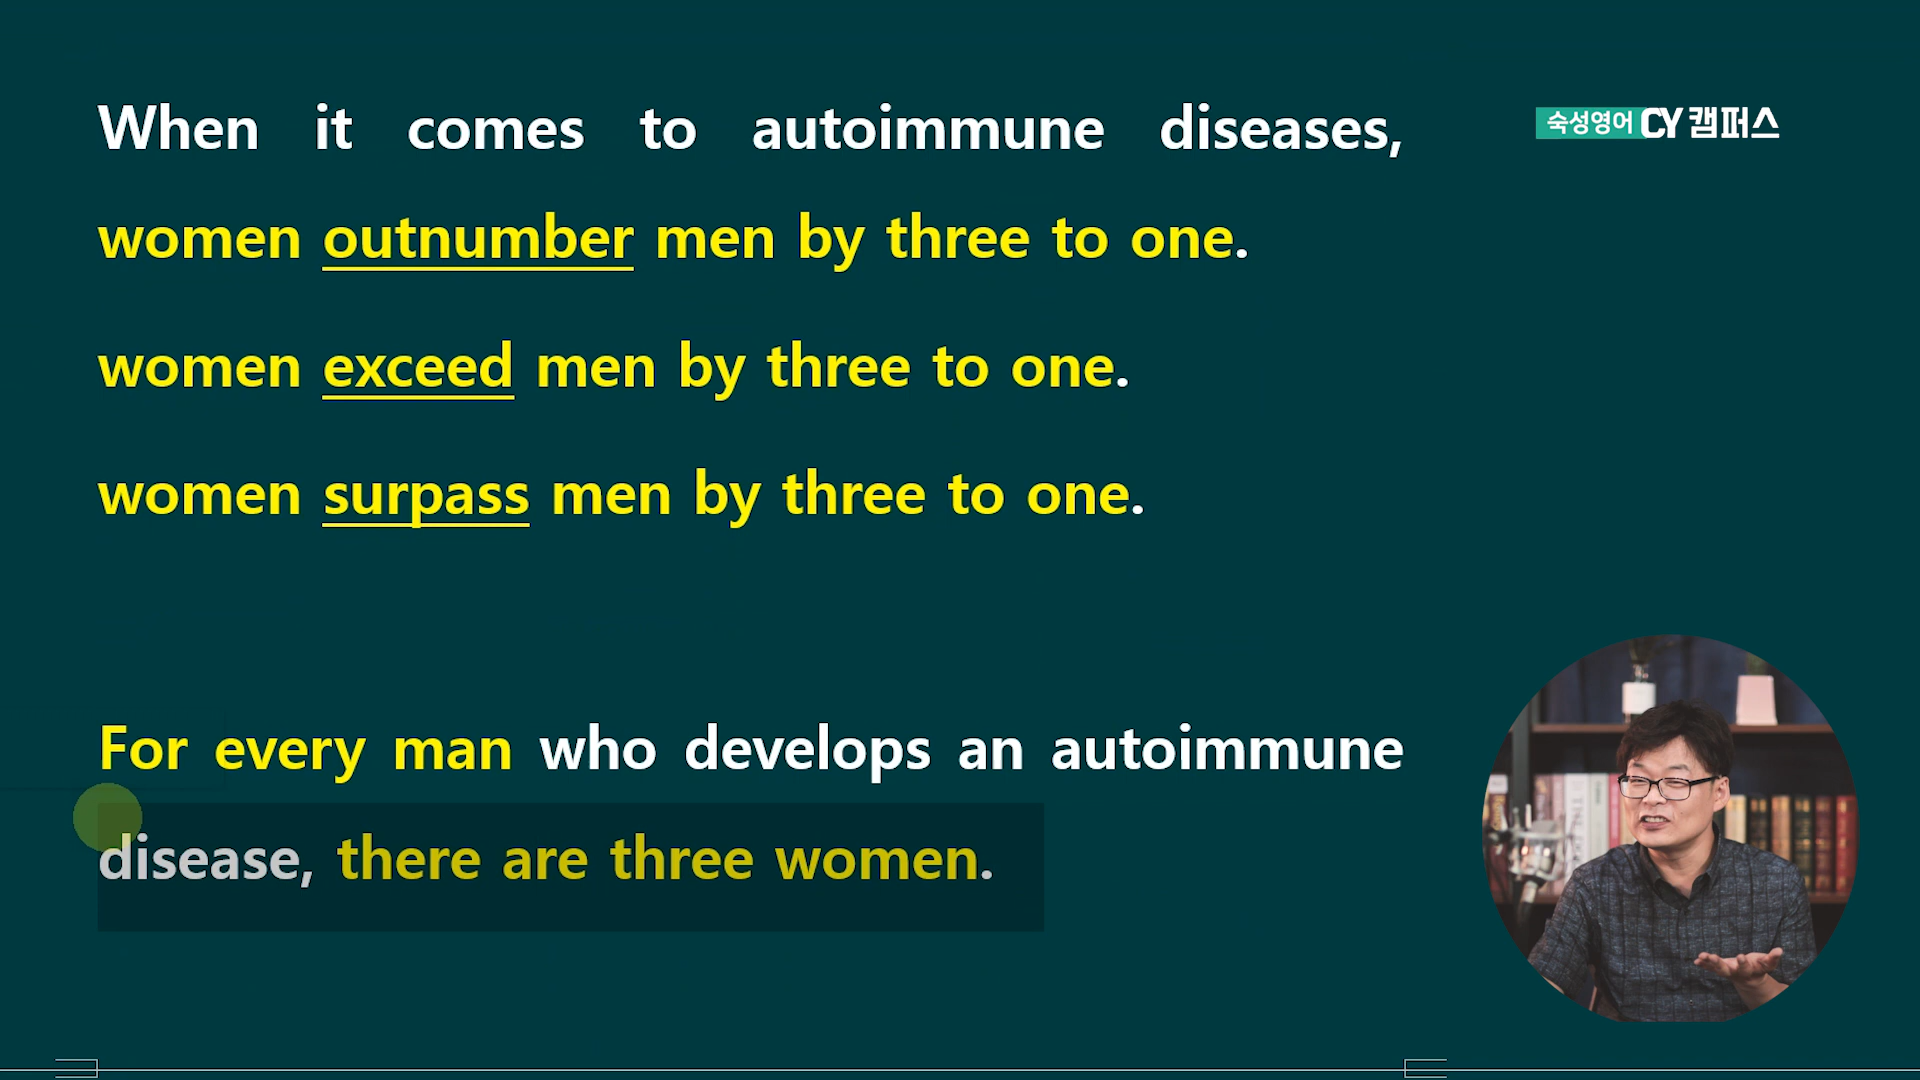 When it comes to autoimmune diseases,
숙성영어 CY캠퍼스
women outnumber men by three to one.
women exceed men by three to one.
women surpass men by three to one.
For every man who develops an autoimmune
disease, there are three women.